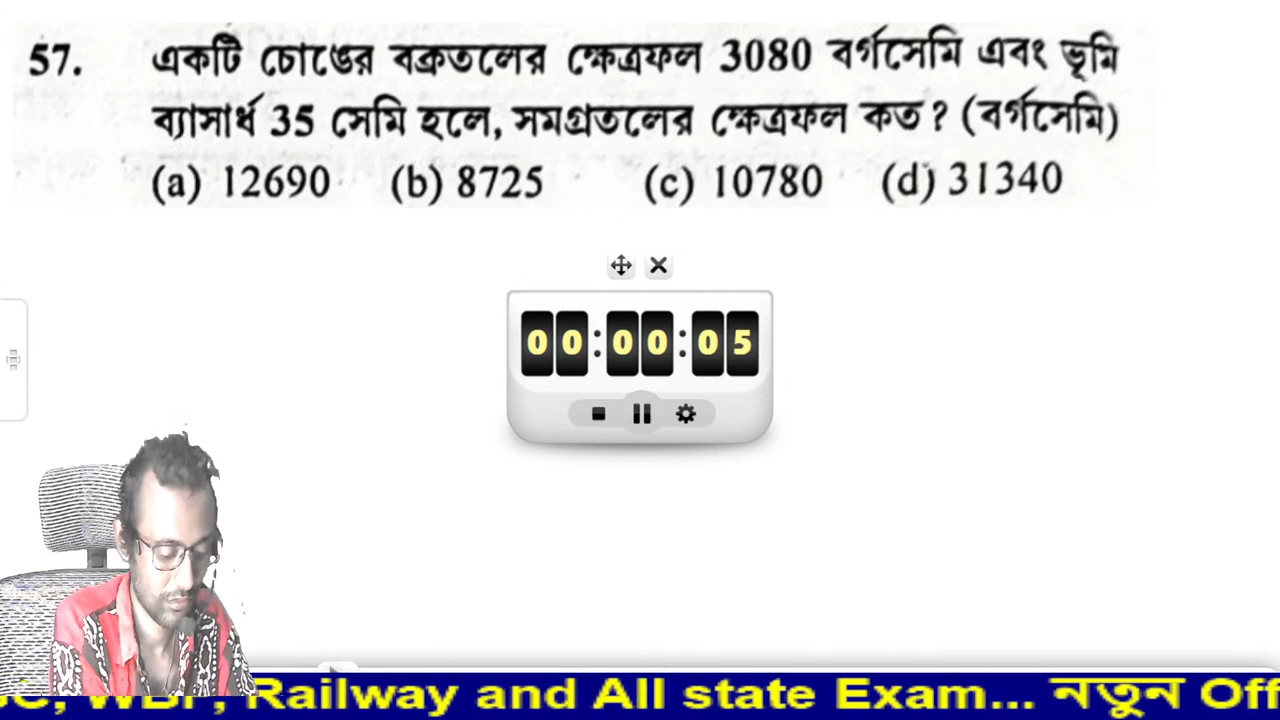 57. একটি চোঙের বক্রতলের ক্ষেত্রফল 3080 বর্গসেমি এবং ভূমি
ব্যাসার্ধ 35 সেমি হলে, সমগ্রতলের ক্ষেত্রফল কত? (বর্গসেমি)
(a) 12690 (b) 8725 (c) 10780 (d) 31340
00:00:05
Railway and All state Exam... নতুন Off